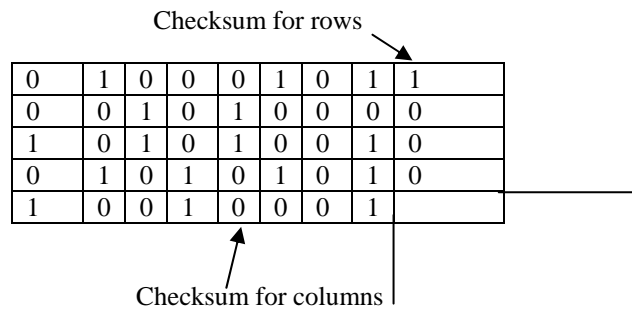 Checksum for rows
0 1 0 0 0 1 0 1 1
0 0 1 0 1 0 0 0 0
1 0 1 0 1 0 0 1 0
0 1 0 1 0 1 0 1 0
1 0 0 1 0 0 0 1
Checksum for columns